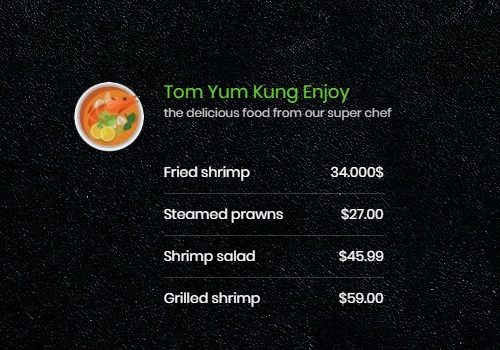 Tom Yum Kung Enjoy
the delicious food from our super chef
Fried shrimp 34.000$
Steamed prawns $27.00
Shrimp salad $45.99
Grilled shrimp $59.00